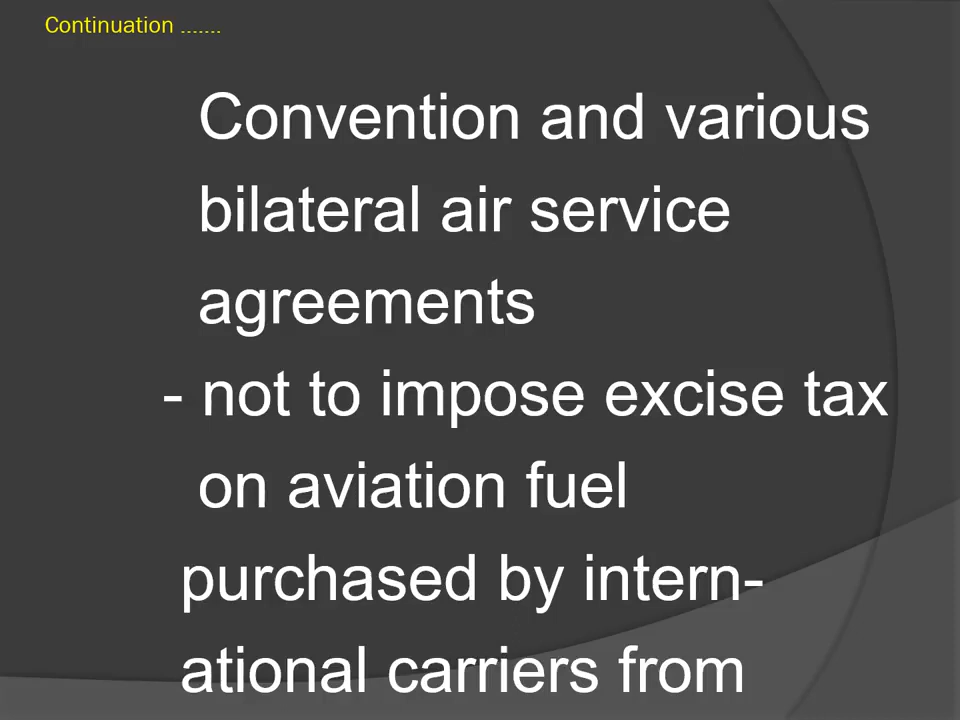 Continuation .......
Convention and various
bilateral air service
agreements
- not to impose excise tax
on aviation fuel
purchased by intern-
ational carriers from